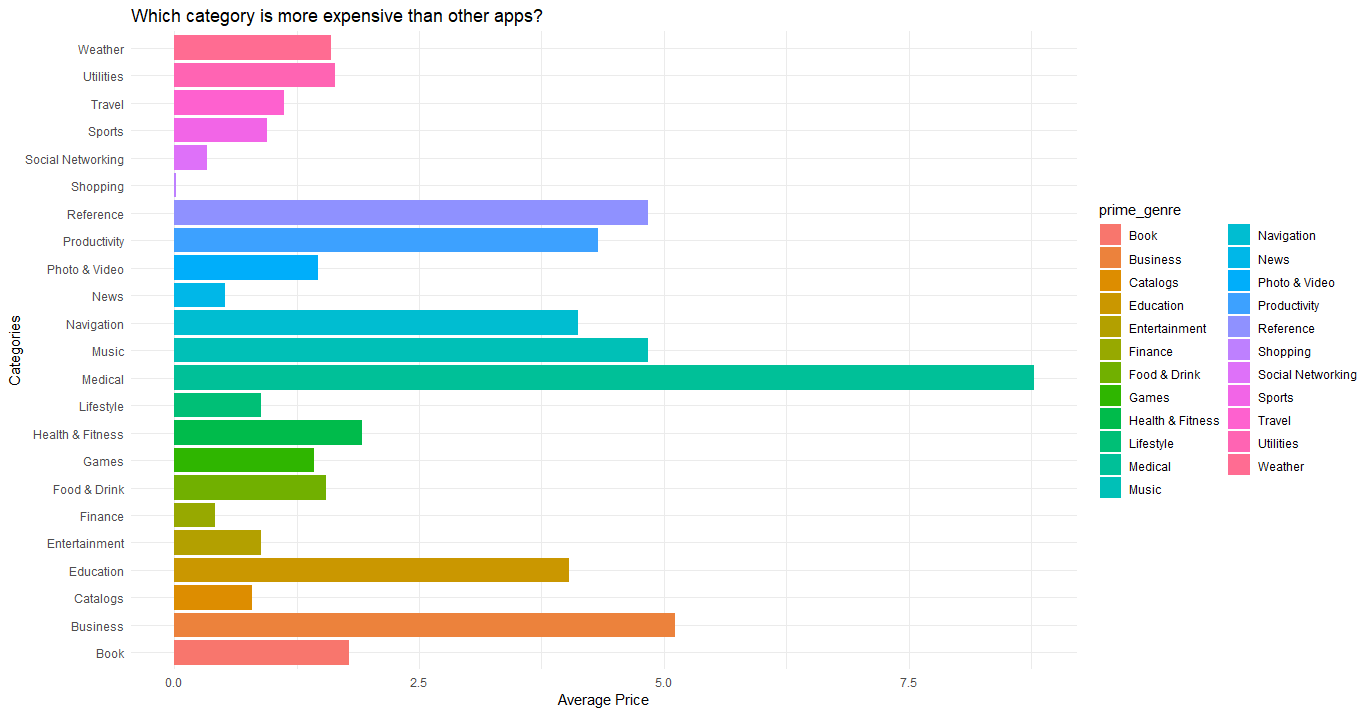 Which category is more expensive than other apps?
Categories
Weather
Utilities
Travel
Sports
Social Networking
Shopping
Reference
Productivity
Photo & Video
News
Navigation
Music
Medical
Lifestyle
Health & Fitness
Games
Food & Drink
Finance
Entertainment
Education
Catalogs
Business
Book
0.0 2.5 5.0 7.5
Average Price
prime_genre
Book
Business
Catalogs
Education
Entertainment
Finance
Food & Drink
Games
Health & Fitness
Lifestyle
Medical
Music
Navigation
News
Photo & Video
Productivity
Reference
Shopping
Social Networking
Sports
Travel
Utilities
Weather